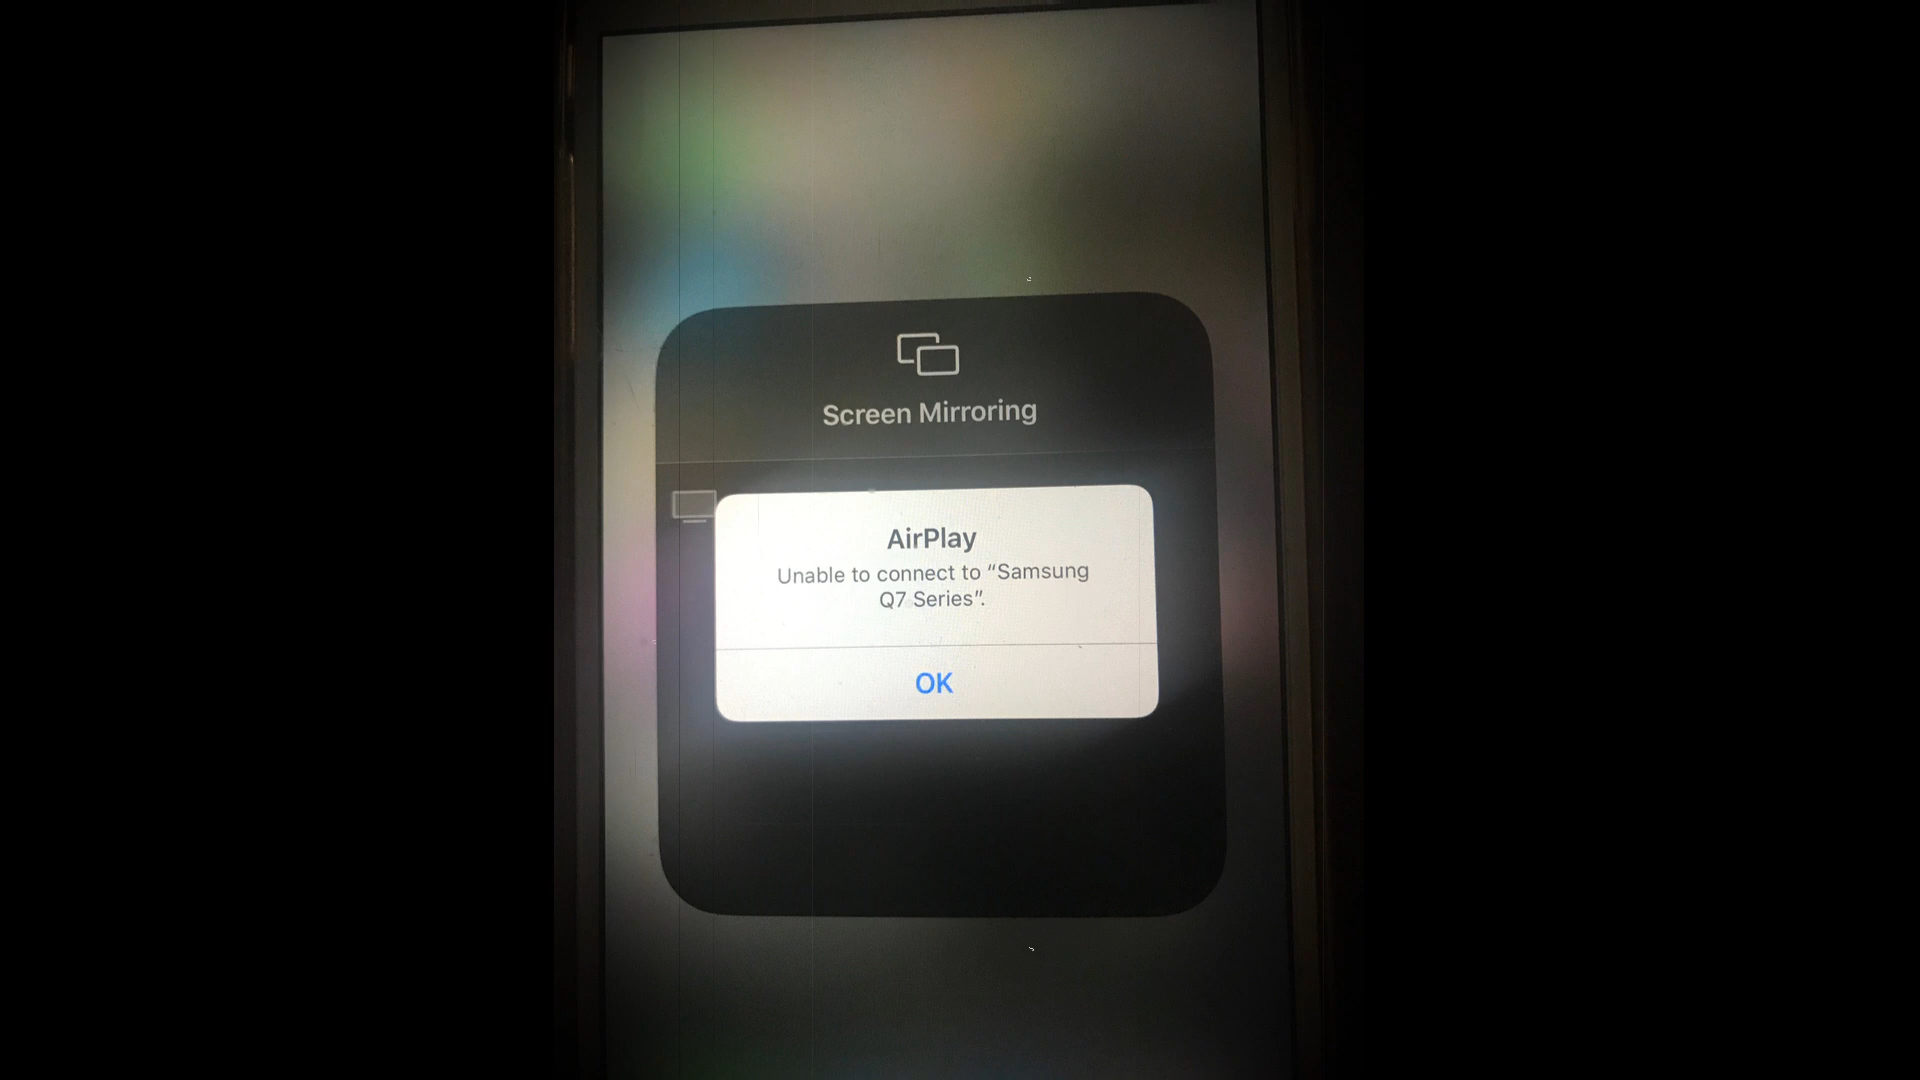 Screen Mirroring
AirPlay
Unable to connect to “Samsung
Q7 Series”.
OK